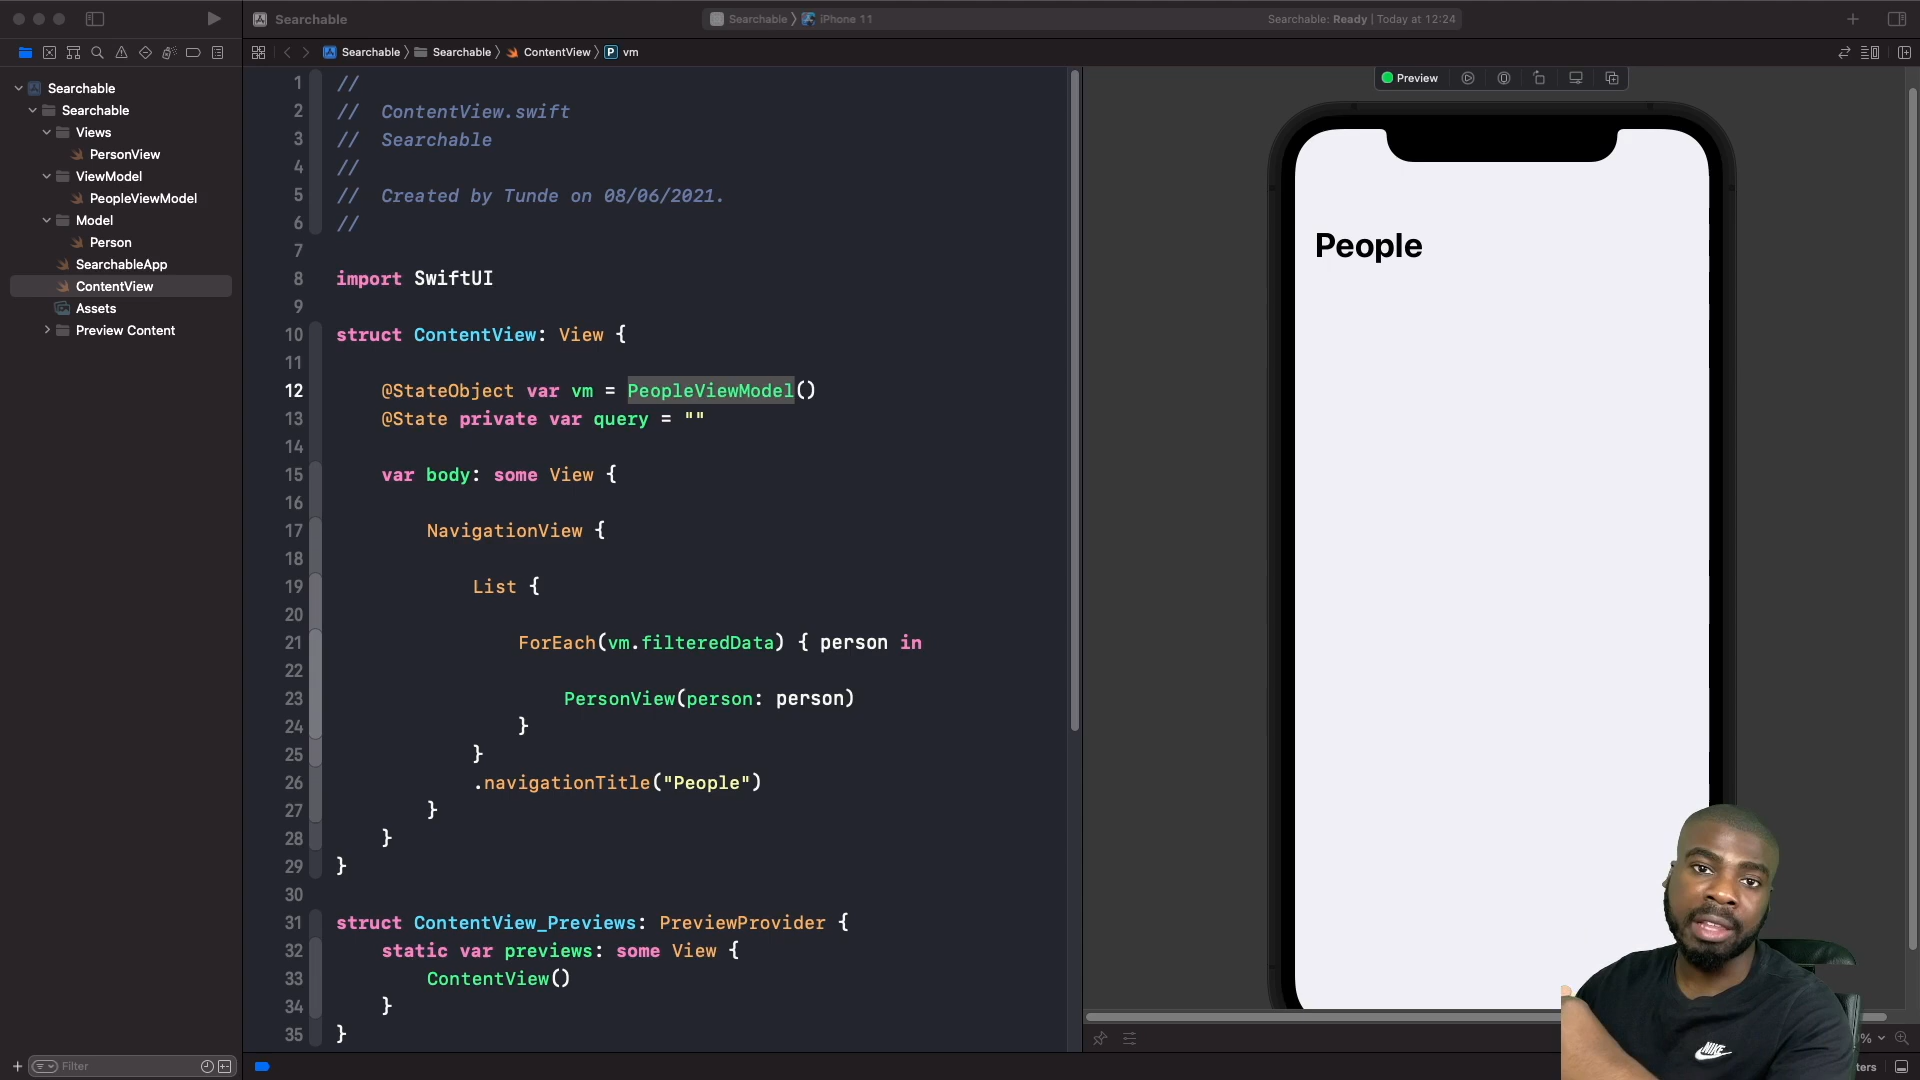 Searchable
Searchable
iPhone 11
Searchable: Ready | Today at 12:24
Searchable
Searchable
ContentView
P
vm
Preview
Searchable
Searchable
Views
PersonView
ViewModel
PeopleViewModel
Model
Person
SearchableApp
ContentView
Assets
Preview Content
1 //
2 // ContentView.swift
3 // Searchable
4 //
5 // Created by Tunde on 08/06/2021.
6 //
7
8 import SwiftUI
9
10 struct ContentView: View {
11
12 @StateObject var vm = PeopleViewModel()
13 @State private var query = ""
14
15 var body: some View {
16
17 NavigationView {
18
19 List {
20
21 ForEach(vm.filteredData) { person in
22
23 PersonView(person: person)
24 }
25 }
26 .navigationTitle("People")
27 }
28 }
29 }
30
31 struct ContentView_Previews: PreviewProvider {
32 static var previews: some View {
33 ContentView()
34 }
35 }
People
NIKE
%
Filter
ters